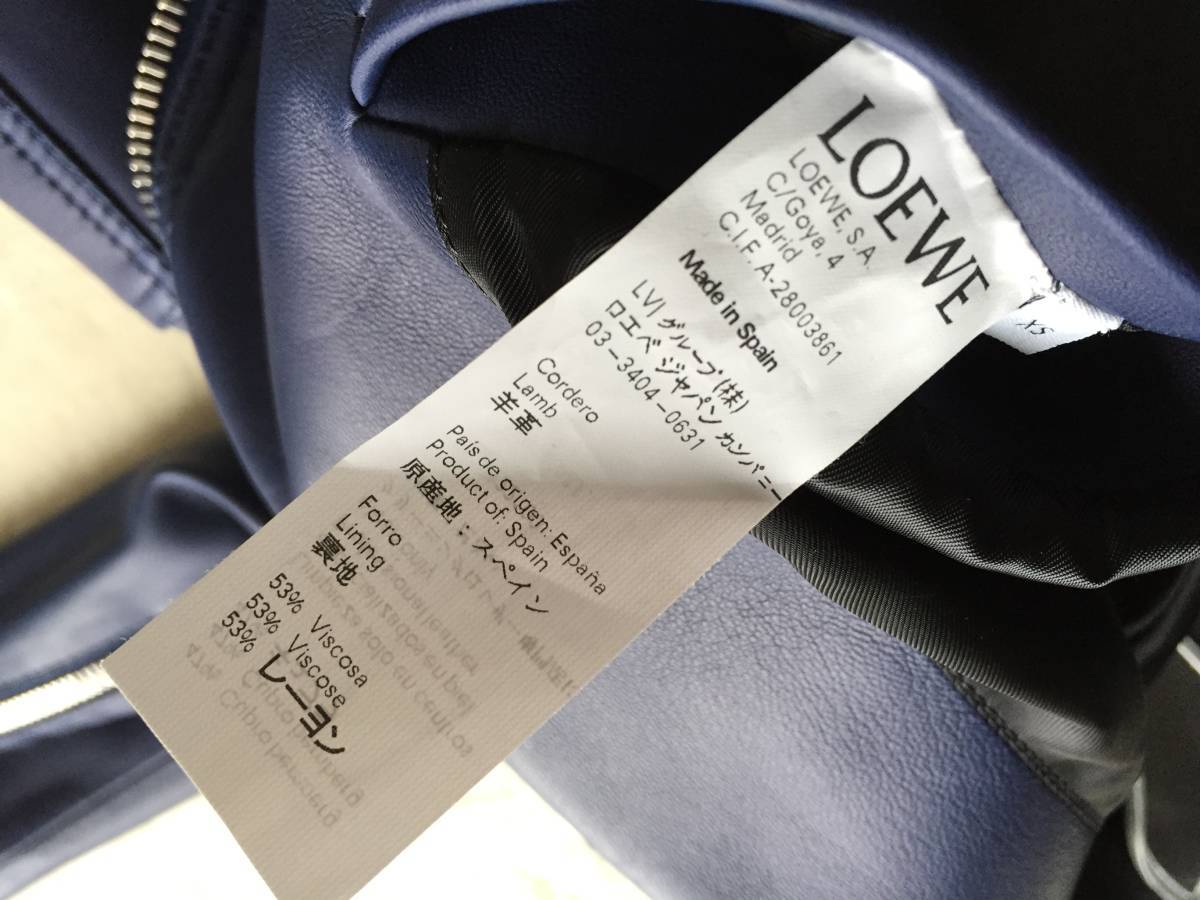 LOEWE
LOEWE, S.A.
C/Goya, 4
Madrid
C.I.F. A-28003861
Made in Spain
LVJ グループ(株)
ロエベ ジャパン カンパニー
03-3404-0631
Cordero
Lamb
羊革
País de origen: España
Product of: Spain
原産地:スペイン
Forro
Lining
裏地
53% Viscosa
53% Viscose
53% レーヨン
XS